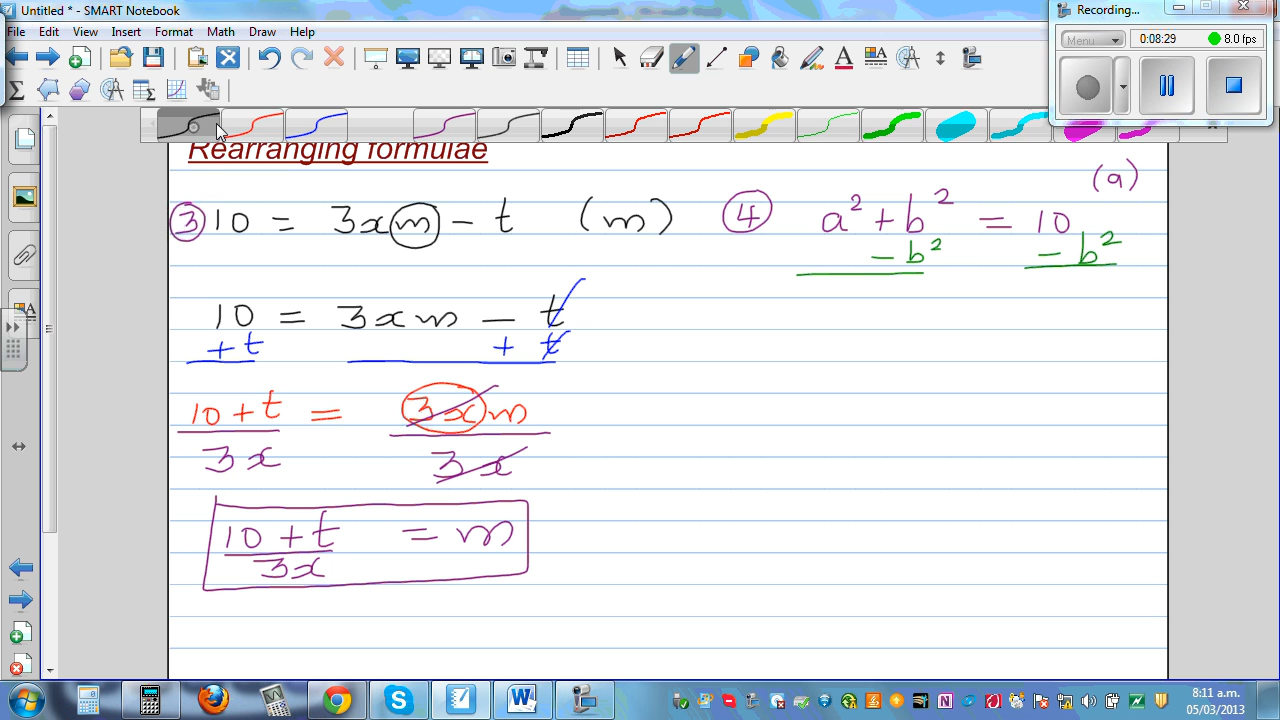 Untitled * - SMART Notebook
File Edit View Insert Format Math Draw Help
Recording...
Menu 0:08:29 8.0 fps
Rearranging formulae
(a)
③ 10 = 3x m - t (m)
④ a² + b² = 10
- b² - b²
10 = 3xm - t
+ t + t
10 + t = 3x m
3x 3x
10 + t = m
3x
8:11 a.m.
05/03/2013